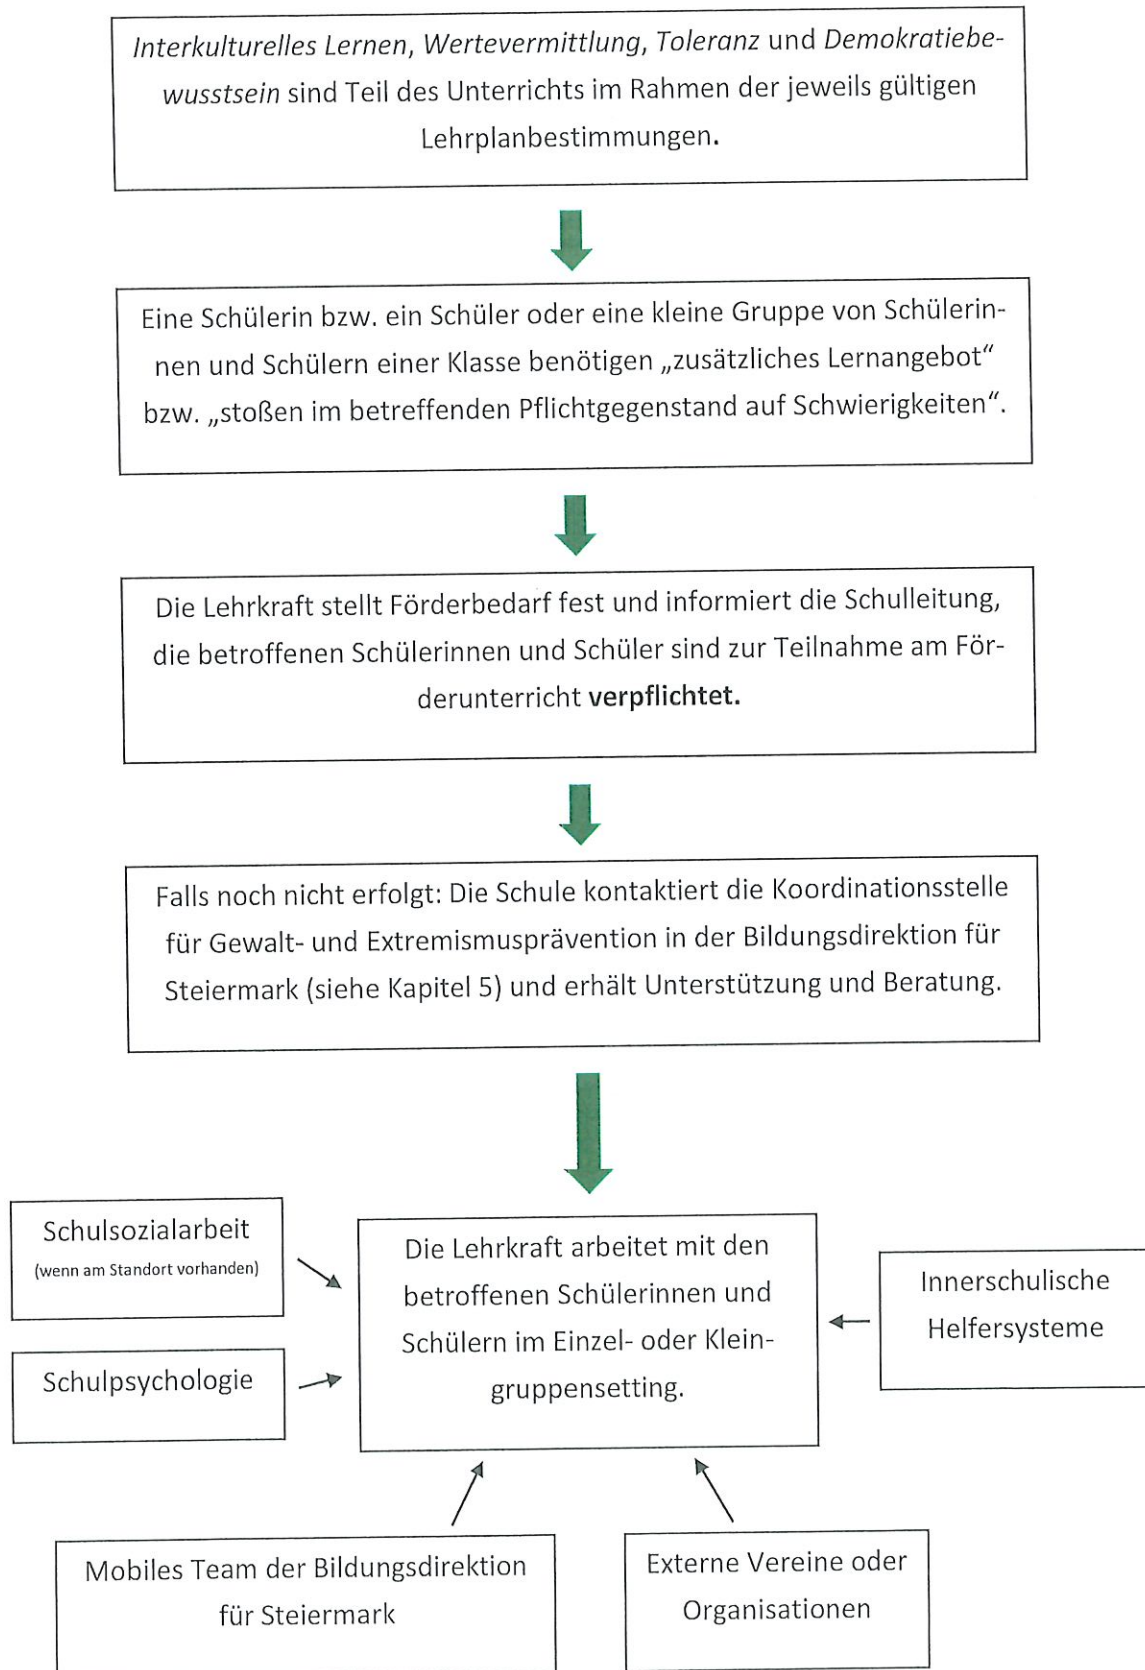 Interkulturelles Lernen, Wertevermittlung, Toleranz und Demokratiebe-
wusstsein sind Teil des Unterrichts im Rahmen der jeweils gültigen
Lehrplanbestimmungen.
Eine Schülerin bzw. ein Schüler oder eine kleine Gruppe von Schülerin-
nen und Schülern einer Klasse benötigen „zusätzliches Lernangebot“
bzw. „stoßen im betreffenden Pflichtgegenstand auf Schwierigkeiten“.
Die Lehrkraft stellt Förderbedarf fest und informiert die Schulleitung,
die betroffenen Schülerinnen und Schüler sind zur Teilnahme am För-
derunterricht verpflichtet.
Falls noch nicht erfolgt: Die Schule kontaktiert die Koordinationsstelle
für Gewalt- und Extremismusprävention in der Bildungsdirektion für
Steiermark (siehe Kapitel 5) und erhält Unterstützung und Beratung.
Schulsozialarbeit
(wenn am Standort vorhanden)
Schulpsychologie
Die Lehrkraft arbeitet mit den
betroffenen Schülerinnen und
Schülern im Einzel- oder Klein-
gruppensetting.
Innerschulische
Helfersysteme
Mobiles Team der Bildungsdirektion
für Steiermark
Externe Vereine oder
Organisationen